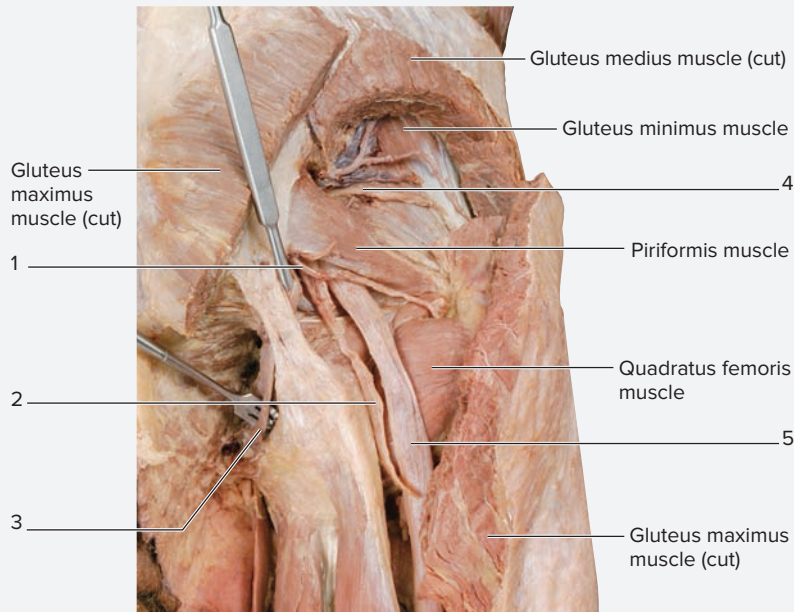 Gluteus medius muscle (cut)
Gluteus minimus muscle
Gluteus
maximus
muscle (cut)
4
Piriformis muscle
1
Quadratus femoris
muscle
2
5
3
Gluteus maximus
muscle (cut)